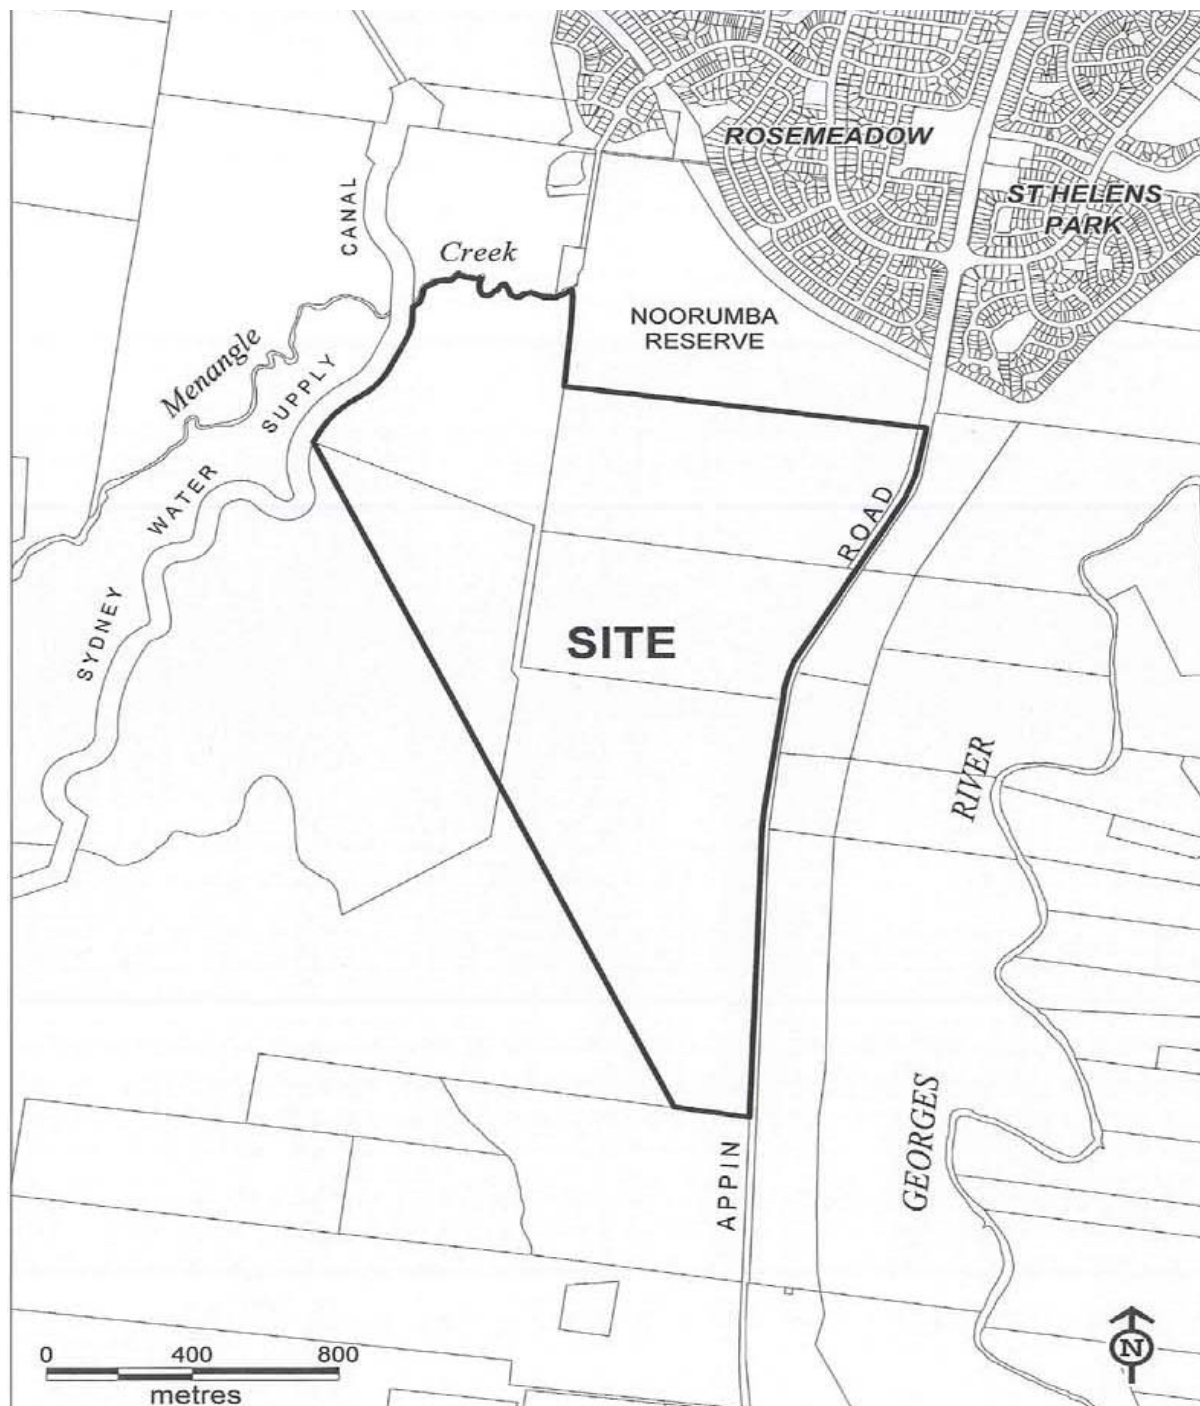 ROSEMEADOW
ST HELENS
PARK
CANAL
Creek
NOORUMBA
RESERVE
Menangle
SUPPLY
WATER
ROAD
SYDNEY
SITE
RIVER
GEORGES
APPIN
N
0 400 800
metres